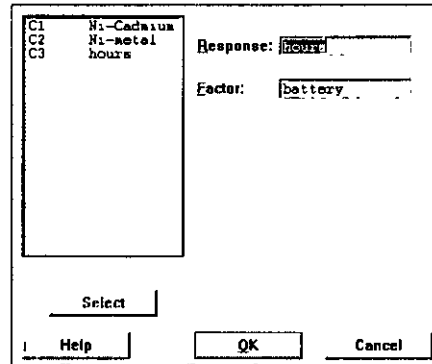 C1 Ni-Cadmium
C2 Ni-metal
C3 hours
Response: hours
Factor: battery
Select
Help OK Cancel